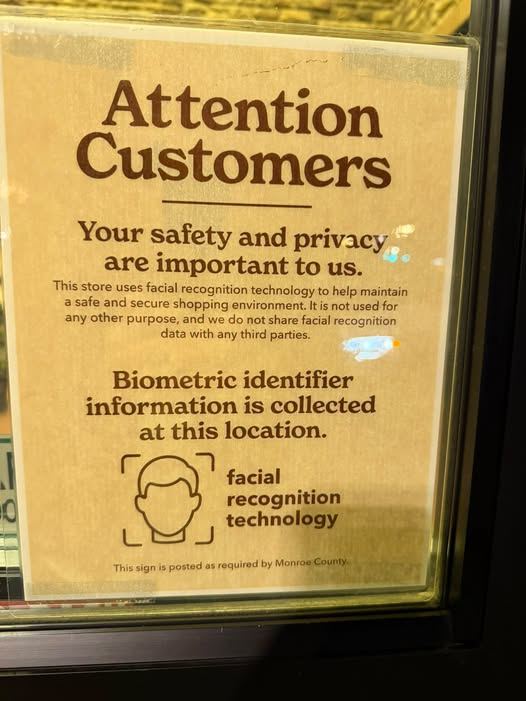 Attention
Customers
Your safety and privacy
are important to us.
This store uses facial recognition technology to help maintain
a safe and secure shopping environment. It is not used for
any other purpose, and we do not share facial recognition
data with any third parties.
Biometric identifier
information is collected
at this location.
facial
recognition
technology
This sign is posted as required by Monroe County.